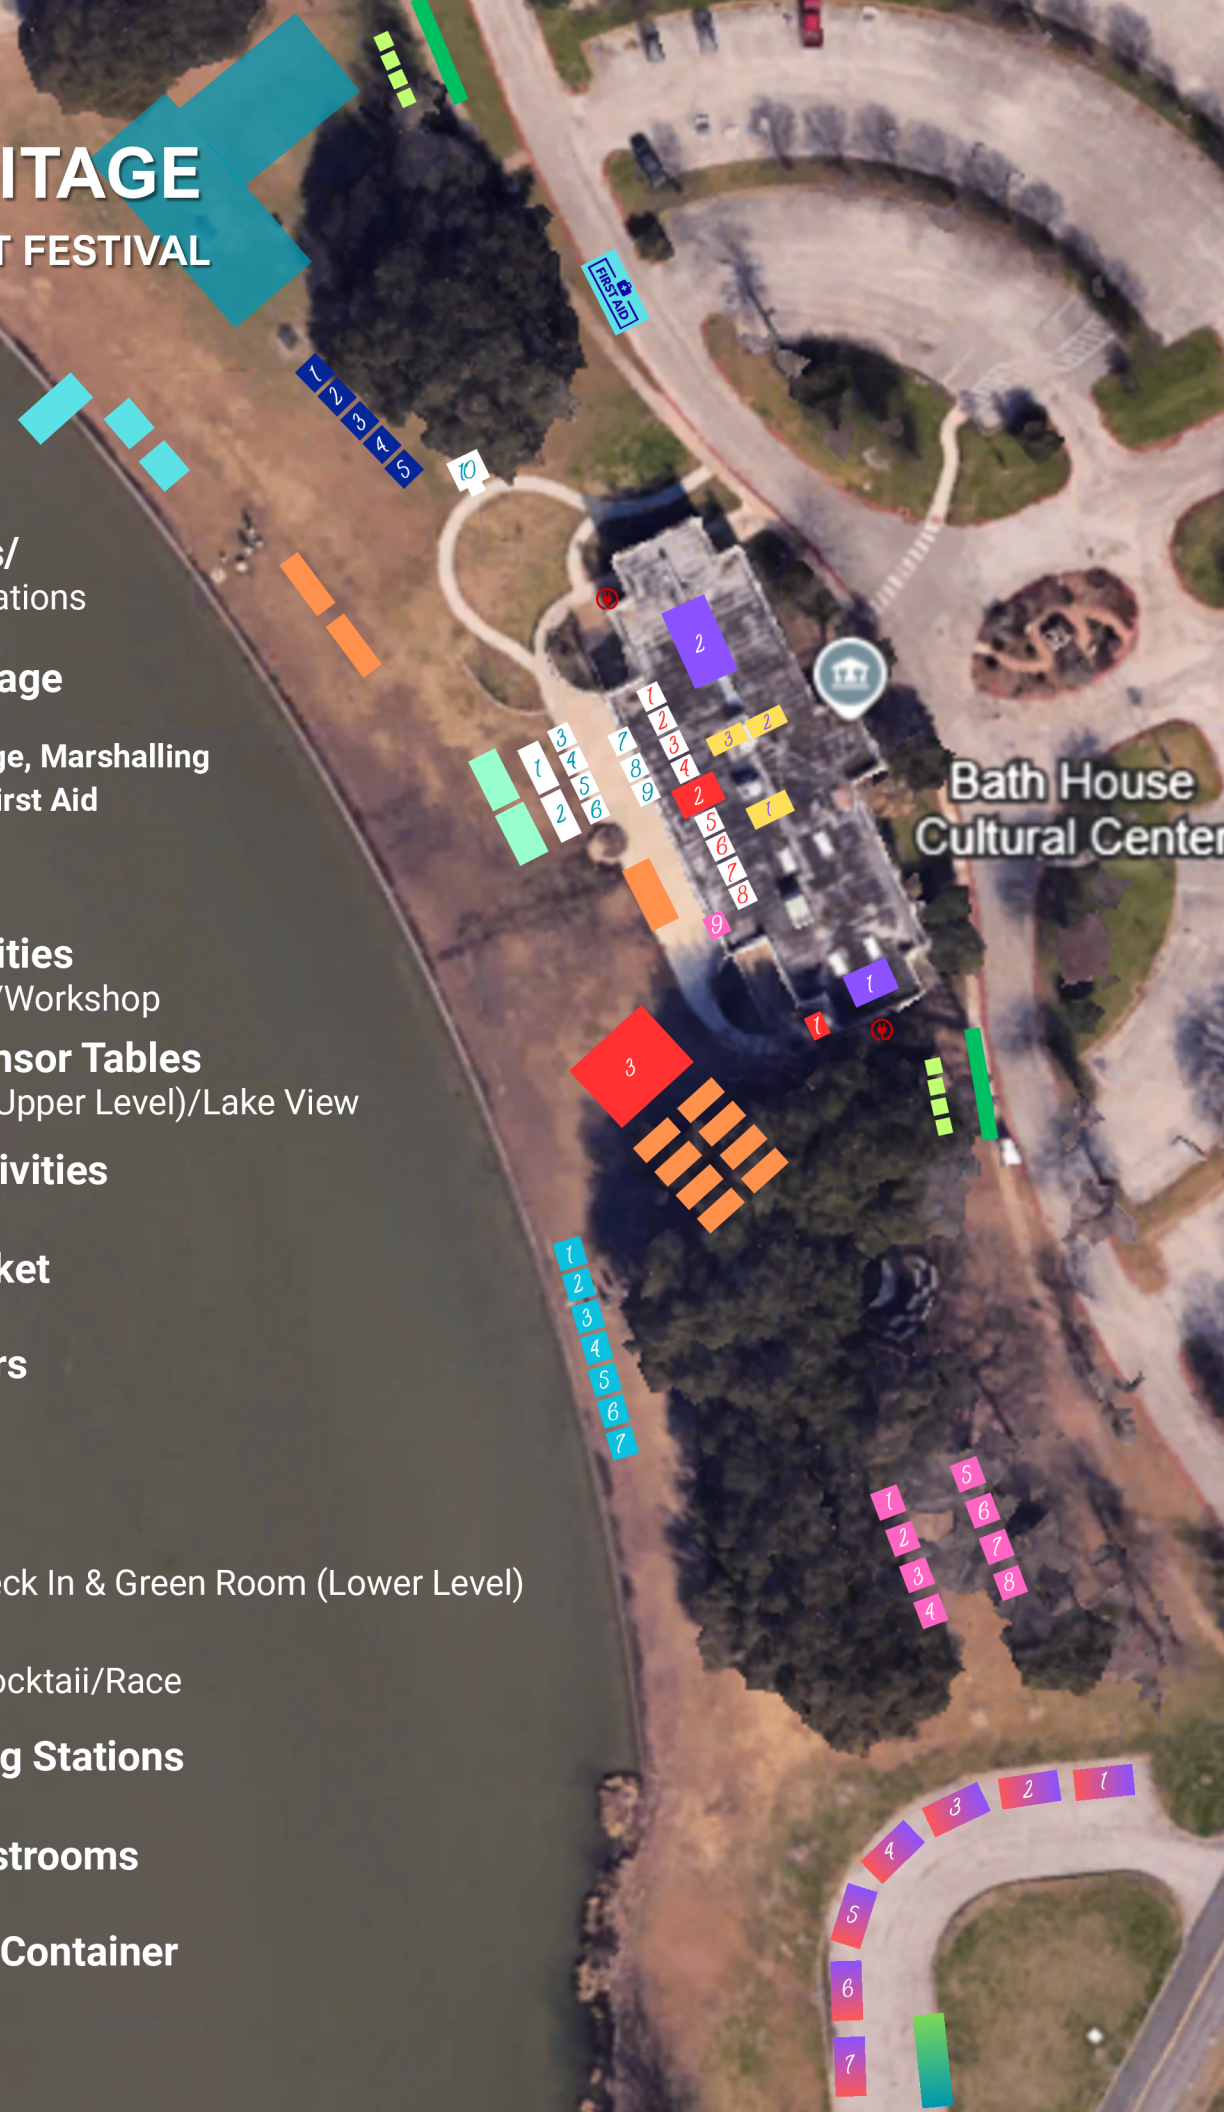 ITAGE
T FESTIVAL
FIRST AID
1
2
3
4
5
10
s/
ations
age
ge, Marshalling
irst Aid
2
1
2
3
4
2
5
6
7
8
9
3
2
1
1
2
3
4
5
6
7
8
9
Bath House
Cultural Center
1
1
3
ities
/Workshop
nsor Tables
Upper Level)/Lake View
ivities
ket
rs
1
2
3
4
5
6
7
1
2
3
4
5
6
7
8
eck In & Green Room (Lower Level)
ocktaii/Race
g Stations
strooms
Container
1
2
3
4
5
6
7